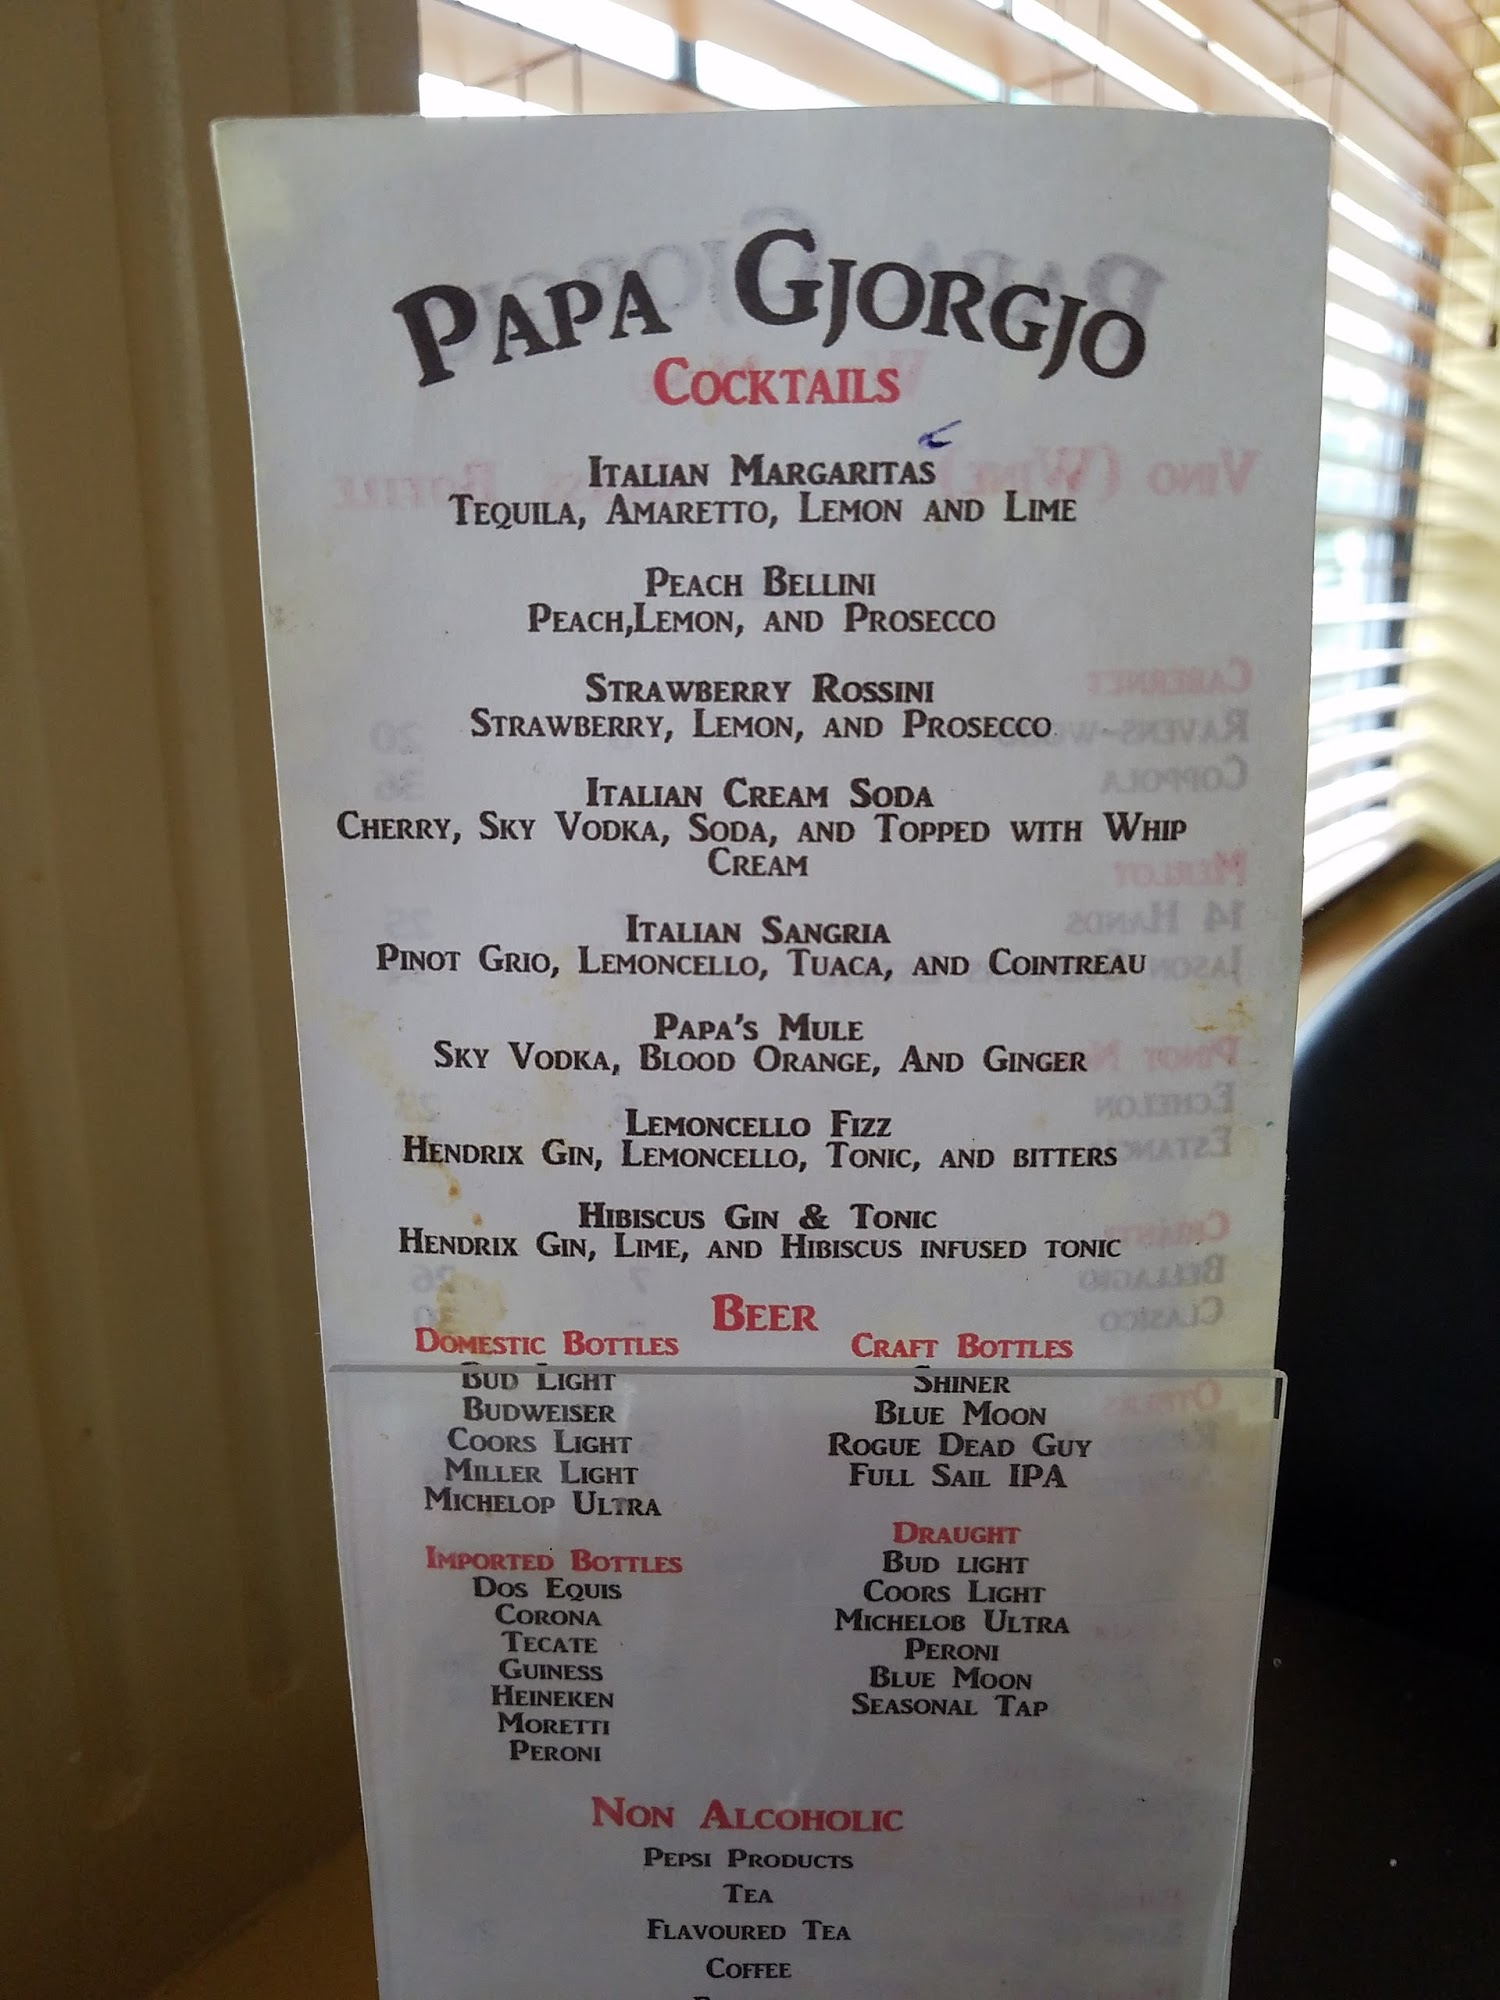 Papa Gjorgjo
Cocktails
Italian Margaritas
Tequila, Amaretto, Lemon and Lime
Peach Bellini
Peach,Lemon, and Prosecco
Strawberry Rossini
Strawberry, Lemon, and Prosecco
Italian Cream Soda
Cherry, Sky Vodka, Soda, and Topped with Whip
Cream
Italian Sangria
Pinot Grio, Lemoncello, Tuaca, and Cointreau
Papa's Mule
Sky Vodka, Blood Orange, And Ginger
Lemoncello Fizz
Hendrix Gin, Lemoncello, Tonic, and bitters
Hibiscus Gin & Tonic
Hendrix Gin, Lime, and Hibiscus infused tonic
Beer
Domestic Bottles
Bud Light
Budweiser
Coors Light
Miller Light
Michelop Ultra
Imported Bottles
Dos Equis
Corona
Tecate
Guiness
Heineken
Moretti
Peroni
Craft Bottles
Shiner
Blue Moon
Rogue Dead Guy
Full Sail IPA
Draught
Bud light
Coors Light
Michelob Ultra
Peroni
Blue Moon
Seasonal Tap
Non Alcoholic
Pepsi Products
Tea
Flavoured Tea
Coffee